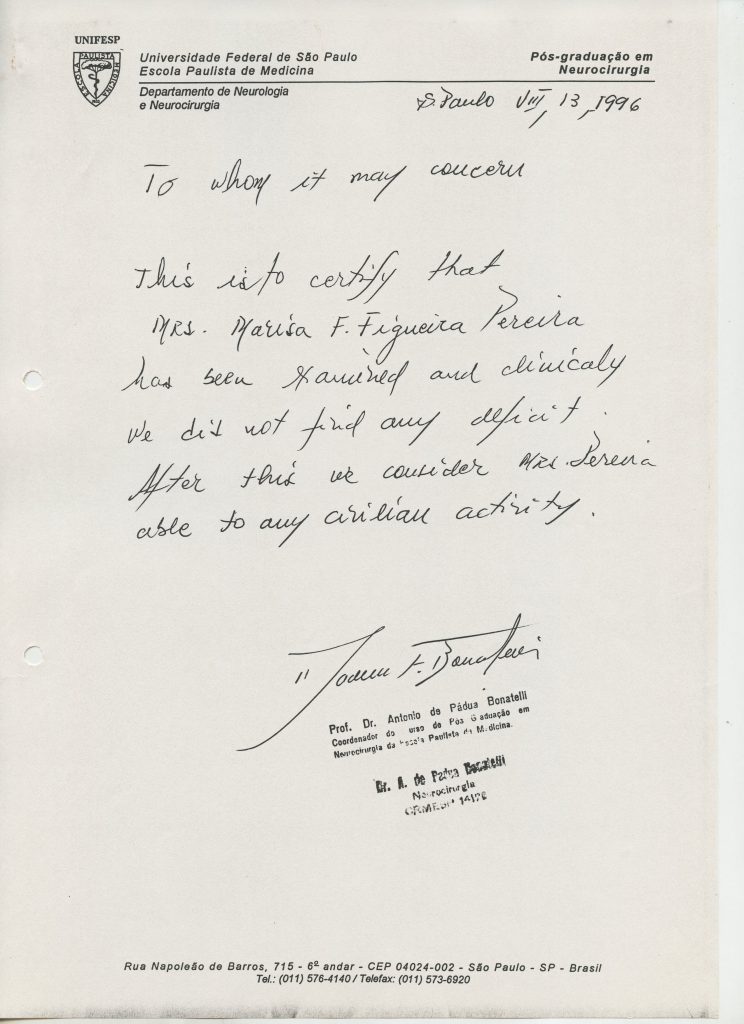 UNIFESP
ESCOLA PAULISTA MEDICINA
Universidade Federal de São Paulo
Escola Paulista de Medicina
Departamento de Neurologia
e Neurocirurgia
Pós-graduação em
Neurocirurgia
S. Paulo VIII, 13, 1996
To whom it may concern
This is to certify that
MRS. Marisa F. Figueira Pereira
has been examined and clinicaly
we did not find any deficit.
After this we consider MRS. Pereira
able to any civilian activity.
Prof. Dr. Antonio de Pádua Bonatelli
Coordenador do Curso de Pós Graduação em
Neurocirurgia da Escola Paulista de Medicina.
Dr. A. de Padua Bonatelli
Neurocirurgia
CRMESP
Rua Napoleão de Barros, 715 - 6º andar - CEP 04024-002 - São Paulo - SP - Brasil
Tel.: (011) 576-4140 / Telefax: (011) 573-6920